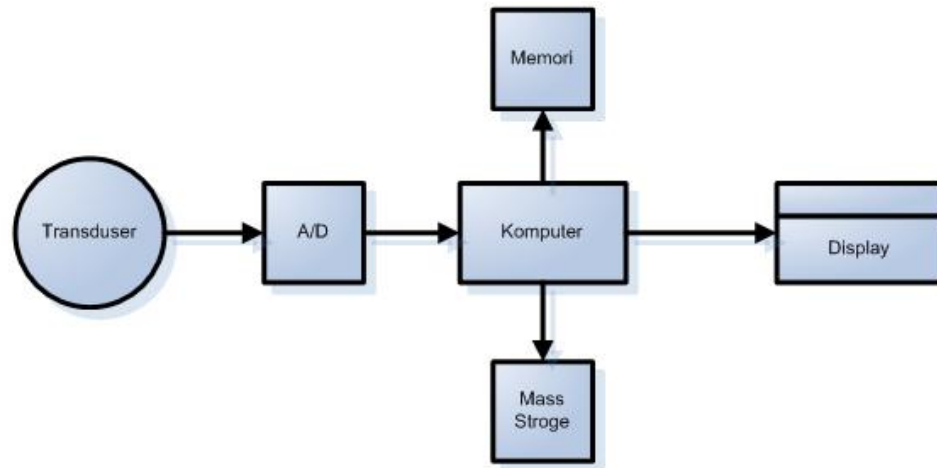 Memori
Transduser
A/D
Komputer
Display
Mass
Stroge